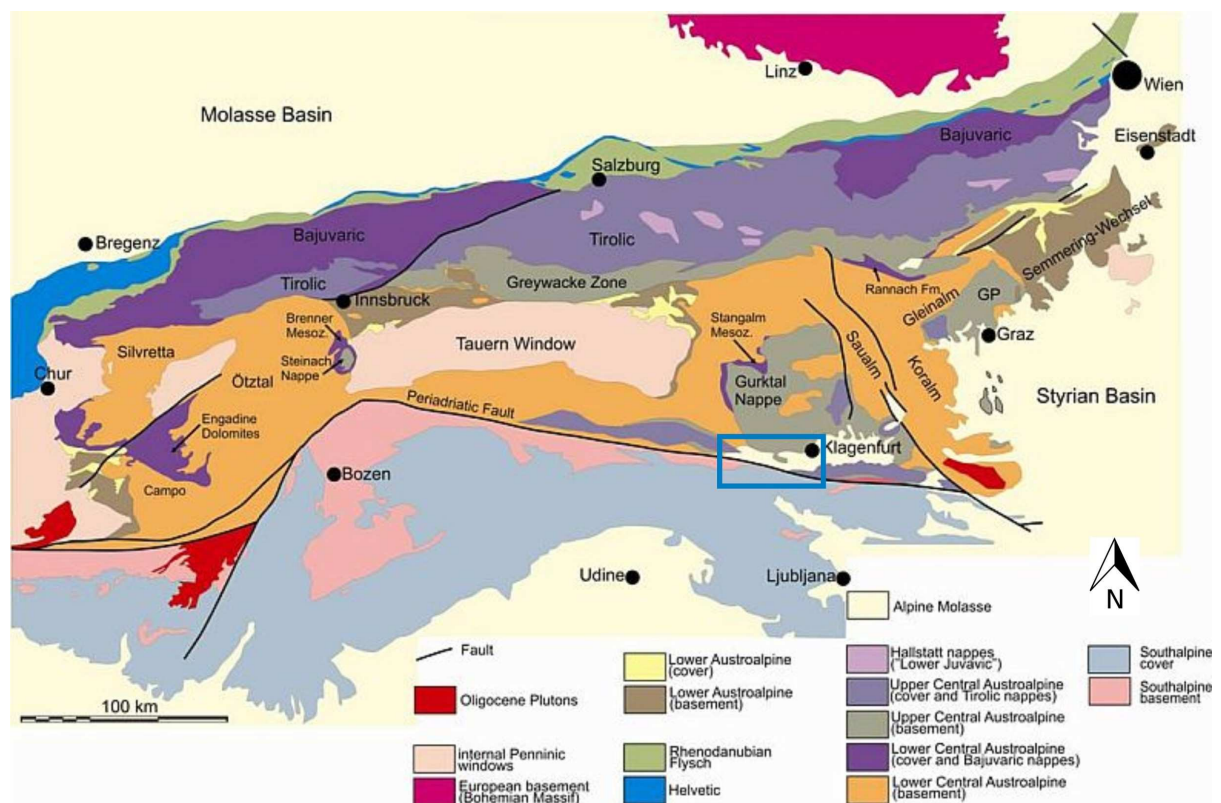 Linz
Wien
Molasse Basin
Bajuvaric
Eisenstadt
Salzburg
Semmering-Wechsel
Bregenz
Bajuvaric
Tirolic
Tirolic
Greywacke Zone
Rannach Fm.
Innsbruck
Gleinalm
GP
Brenner
Mesoz.
Stangalm
Mesoz.
Graz
Silvretta
Tauern Window
Saualm
Steinach
Nappe
Chur
Ötztal
Gurktal
Nappe
Koralm
Styrian Basin
Periadriatic Fault
Engadine
Dolomites
Klagenfurt
Bozen
Campo
Udine
Ljubljana
N
Alpine Molasse
Fault
Lower Austroalpine
(cover)
Hallstatt nappes
("Lower Juvavic")
Southalpine
cover
Oligocene Plutons
Lower Austroalpine
(basement)
Upper Central Austroalpine
(cover and Tirolic nappes)
Southalpine
basement
100 km
Upper Central Austroalpine
(basement)
internal Penninic
windows
Rhenodanubian
Flysch
Lower Central Austroalpine
(cover and Bajuvaric nappes)
European basement
(Bohemian Massif)
Helvetic
Lower Central Austroalpine
(basement)